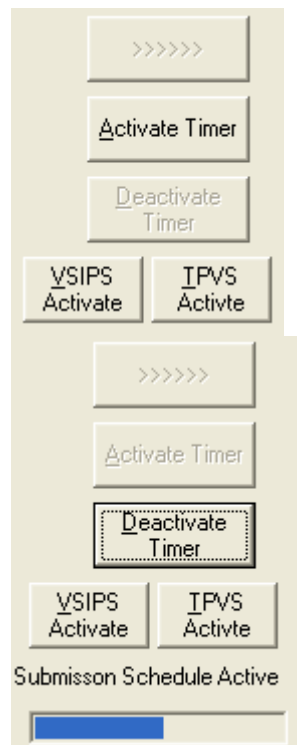 >>>>>>
Activate Timer
Deactivate
Timer
VSIPS TPVS
Activate Activte
>>>>>>
Activate Timer
Deactivate
Timer
VSIPS TPVS
Activate Activte
Submisson Schedule Active